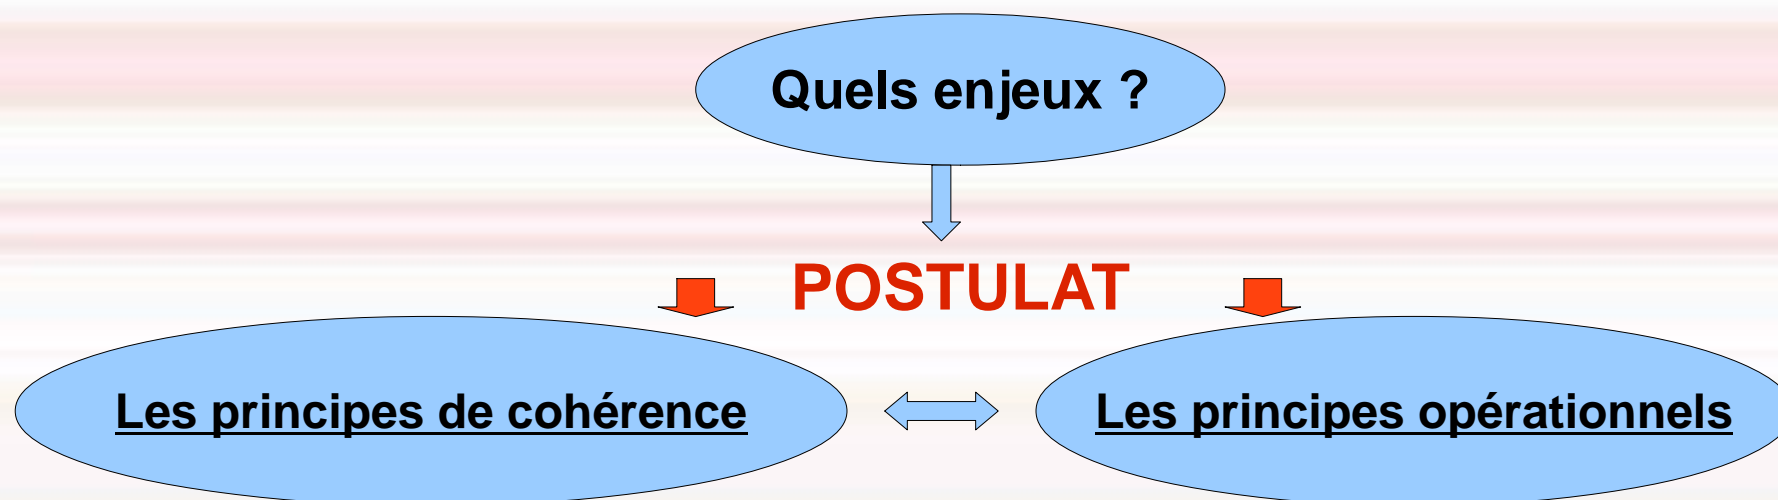 Quels enjeux ?
POSTULAT
Les principes de cohérence
Les principes opérationnels